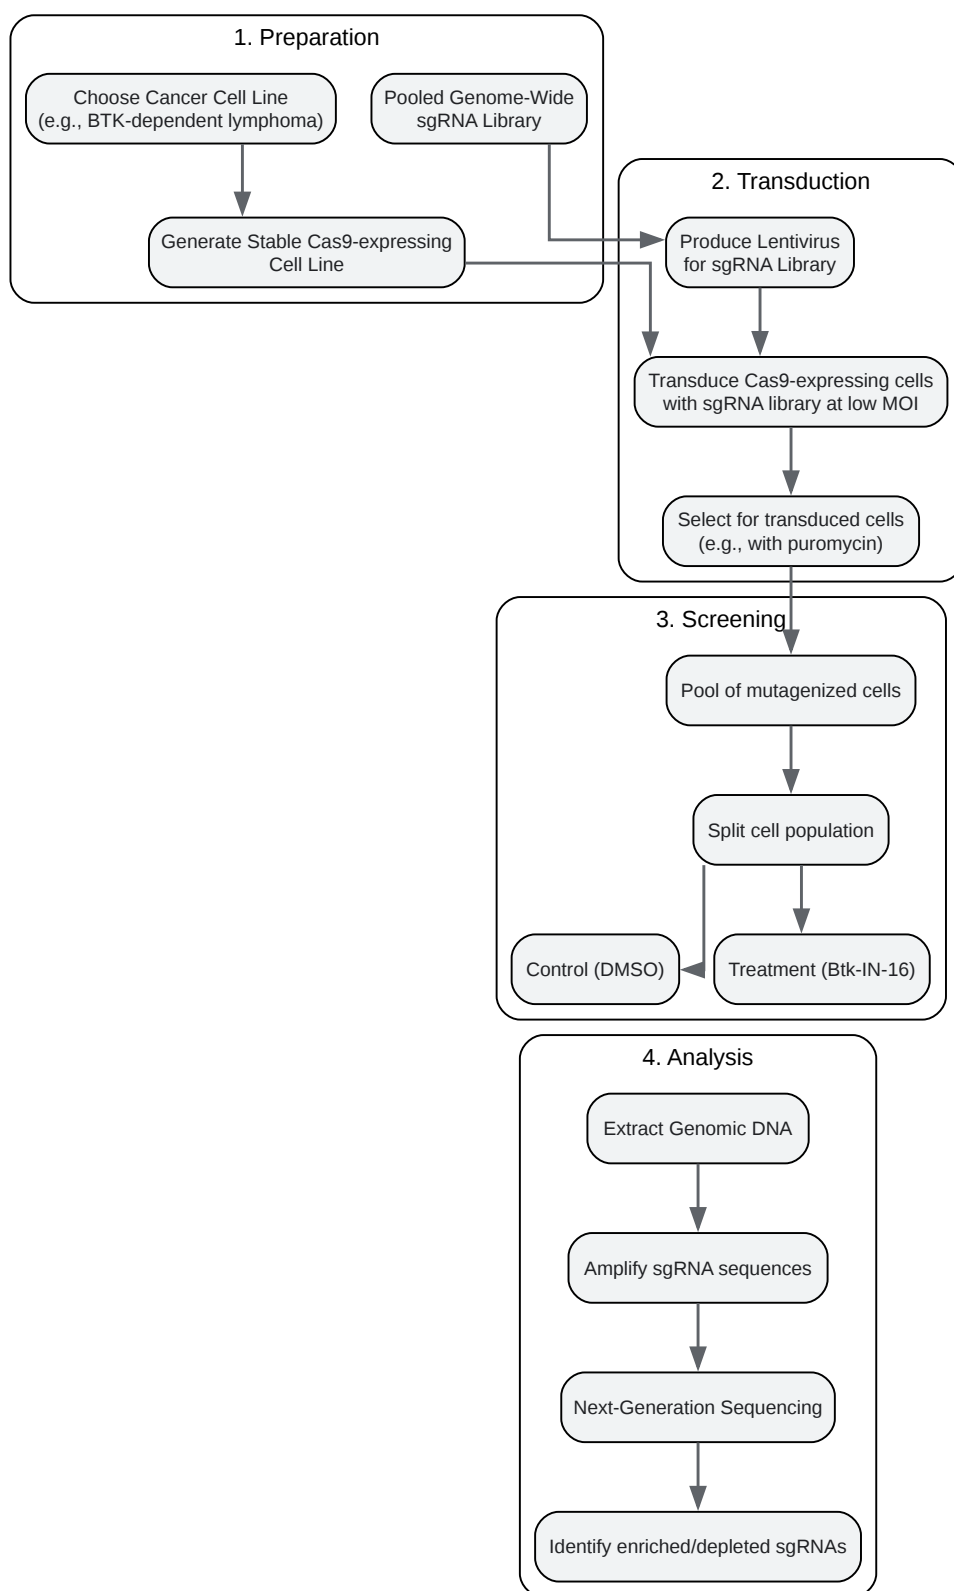 1. Preparation
Choose Cancer Cell Line
(e.g., BTK-dependent lymphoma)
Pooled Genome-Wide
sgRNA Library
Generate Stable Cas9-expressing
Cell Line
2. Transduction
Produce Lentivirus
for sgRNA Library
Transduce Cas9-expressing cells
with sgRNA library at low MOI
Select for transduced cells
(e.g., with puromycin)
3. Screening
Pool of mutagenized cells
Split cell population
Control (DMSO)
Treatment (Btk-IN-16)
4. Analysis
Extract Genomic DNA
Amplify sgRNA sequences
Next-Generation Sequencing
Identify enriched/depleted sgRNAs